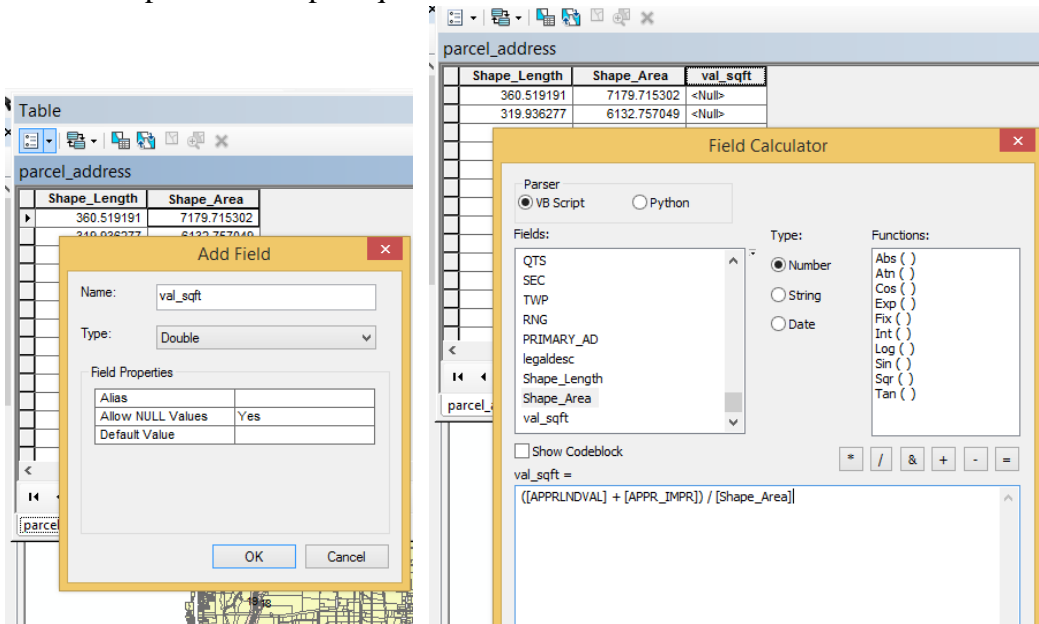 parcel_address
Shape_Length Shape_Area val_sqft
360.519191 7179.715302 <Null>
319.936277 6132.757049 <Null>
Table
parcel_address
Shape_Length Shape_Area
360.519191 7179.715302
319.936277 6132.757049
Add Field
Name: val_sqft
Type: Double
Field Properties
Alias
Allow NULL Values Yes
Default Value
OK Cancel
Field Calculator
Parser
VB Script Python
Fields:
QTS
SEC
TWP
RNG
PRIMARY_AD
legaldesc
Shape_Length
Shape_Area
val_sqft
Type:
Number
String
Date
Functions:
Abs ( )
Atn ( )
Cos ( )
Exp ( )
Fix ( )
Int ( )
Log ( )
Sin ( )
Sqr ( )
Tan ( )
Show Codeblock
* / & + - =
val_sqft =
([APPRLNDVAL] + [APPR_IMPR]) / [Shape_Area]